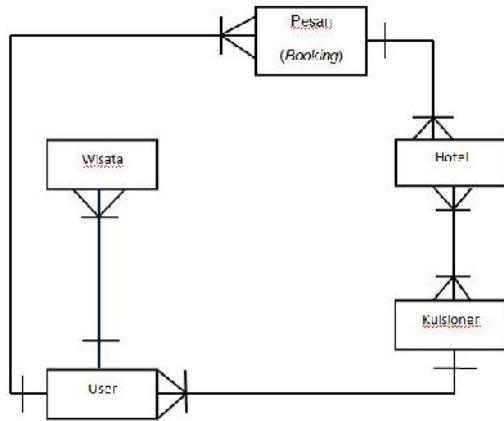 Pesan
(Booking)
Wisata
Hotel
Kuisioner
User